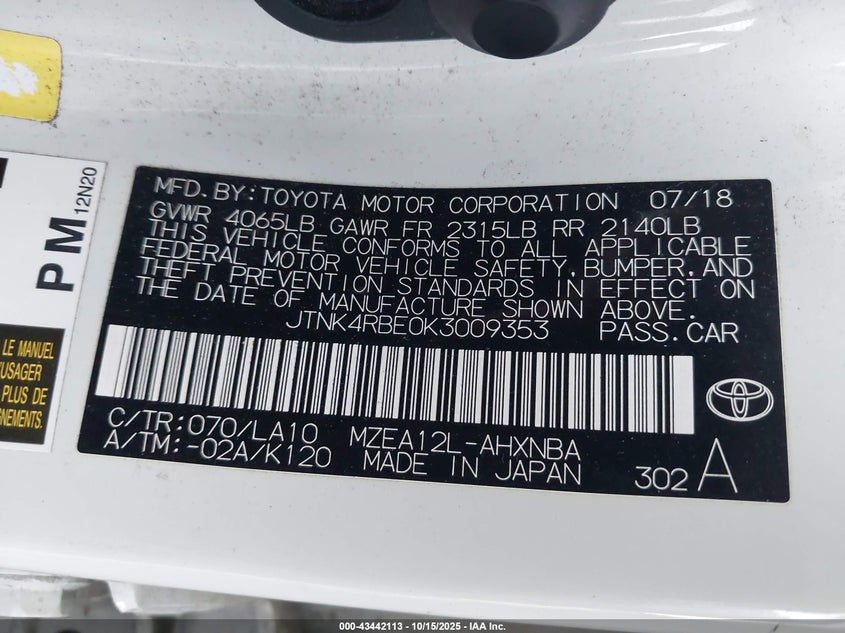 MFD. BY: TOYOTA MOTOR CORPORATION 07/18
GVWR 4065LB GAWR FR 2315LB RR 2140LB
THIS VEHICLE CONFORMS TO ALL APPLICABLE
FEDERAL MOTOR VEHICLE SAFETY, BUMPER, AND
THEFT PREVENTION STANDARDS IN EFFECT ON
THE DATE OF MANUFACTURE SHOWN ABOVE.
JTNK4RBE0K3009353 PASS.CAR
C/TR: 070/LA10 MZEA12L-AHXNBA
A/TM: -02A/K120 MADE IN JAPAN 302 A
PM 12N20
LE MANUEL
USAGER
PLUS DE
GNEMENTS.
000-43442113 - 10/15/2025 - IAA Inc.